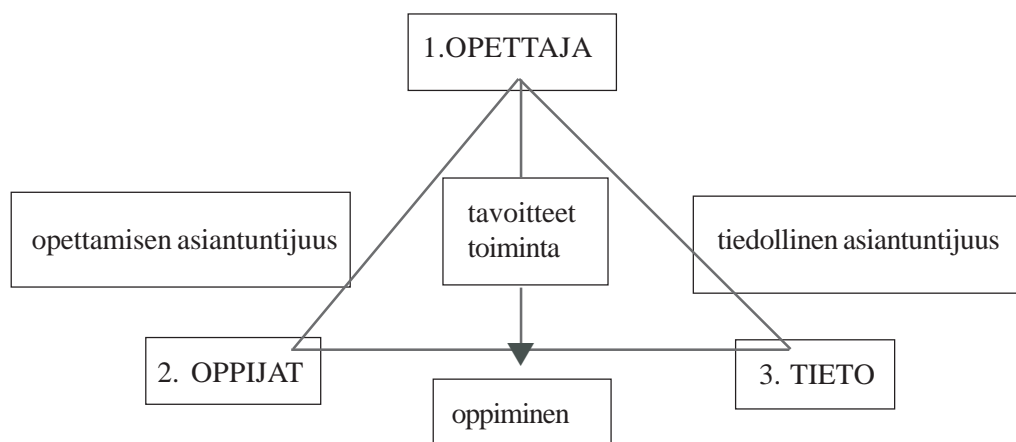 1.OPETTAJA
opettamisen asiantuntijuus
tavoitteet
toiminta
tiedollinen asiantuntijuus
2. OPPIJAT
3. TIETO
oppiminen